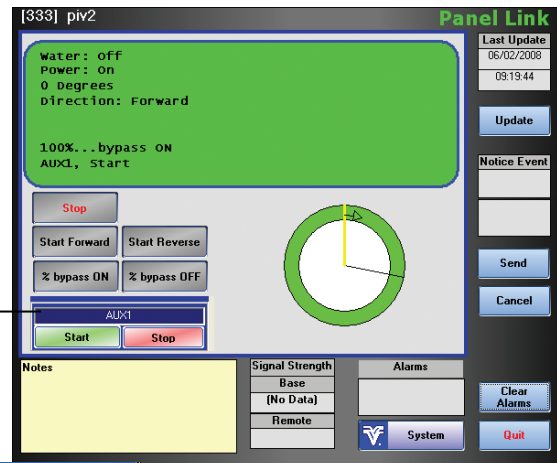 [333] piv2
Panel Link
Water: Off
Power: On
0 Degrees
Direction: Forward
100%...bypass ON
AUX1, Start
Stop
Start Forward
Start Reverse
% bypass ON
% bypass OFF
AUX1
Start
Stop
Last Update
06/02/2008
09:19:44
Update
Notice Event
Send
Cancel
Notes
Signal Strength
Base
(No Data)
Remote
Alarms
System
Clear
Alarms
Quit